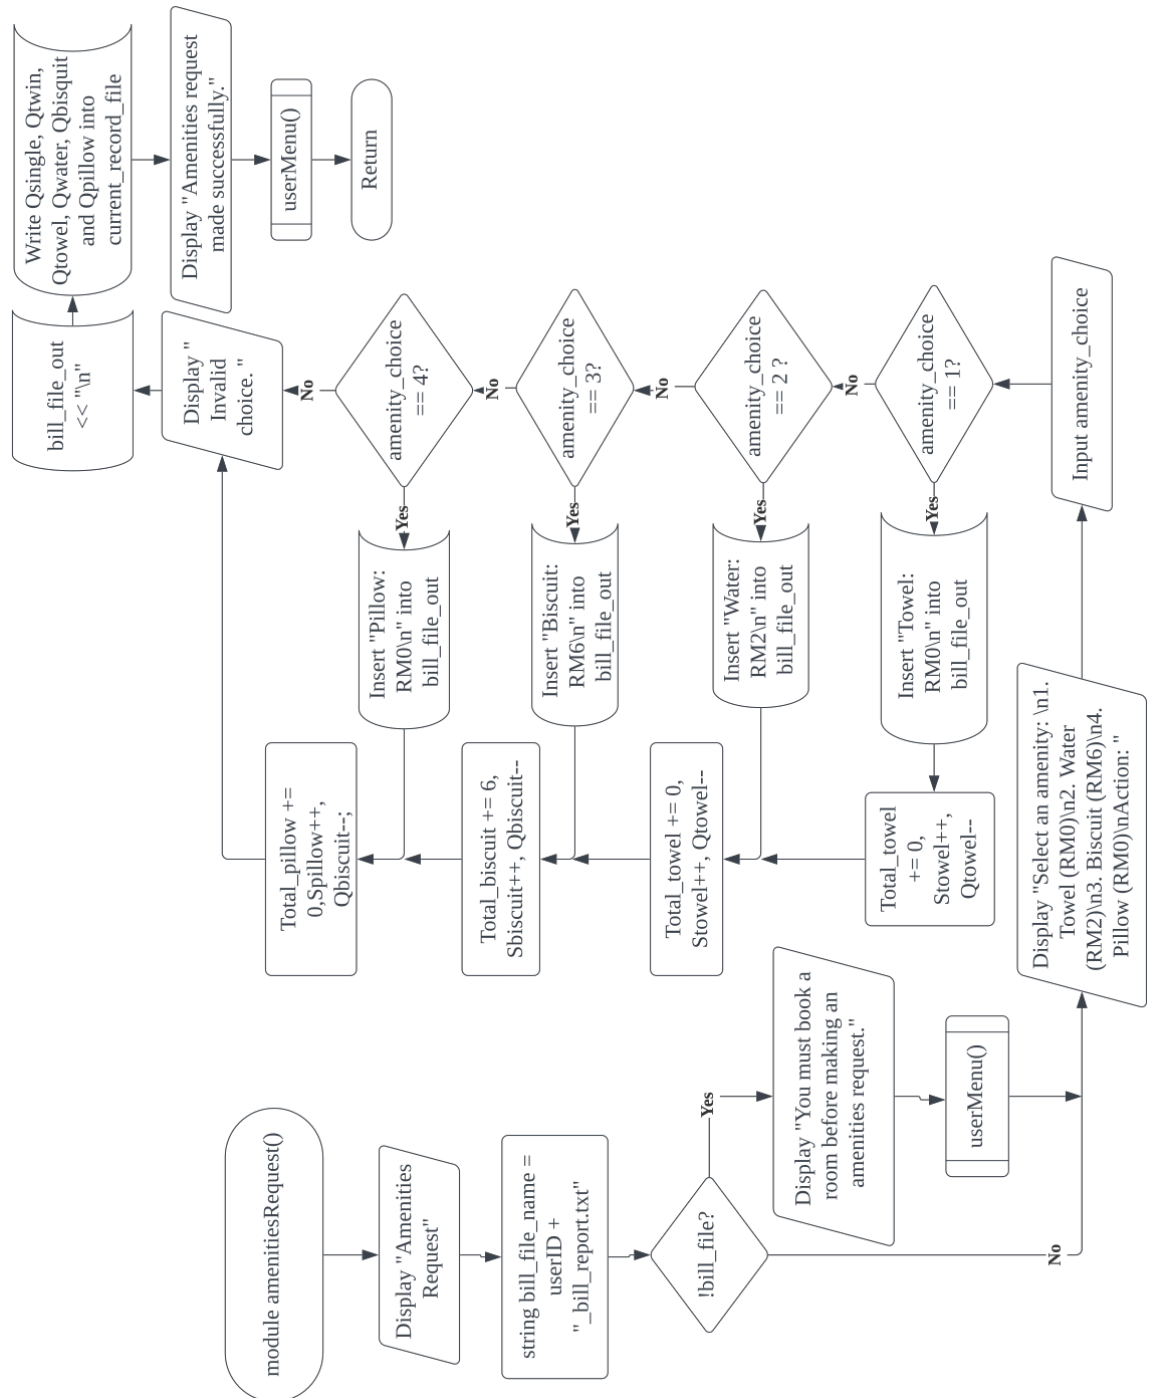 module amenitiesRequest()
Display "Amenities
Request"
string bill_file_name =
userID +
"_bill_report.txt"
!bill_file?
Yes
No
Display "You must book a
room before making an
amenities request."
userMenu()
Display "Select an amenity: \n1.
Towel (RM0)\n2. Water
(RM2)\n3. Biscuit (RM6)\n4.
Pillow (RM0)\nAction: "
Input amenity_choice
amenity_choice
== 1?
Yes
No
Insert "Towel:
RM0\n" into
bill_file_out
Total_towel
+= 0,
Stowel++,
Qtowel--
amenity_choice
== 2 ?
Yes
No
Insert "Water:
RM2\n" into
bill_file_out
Total_towel += 0,
Stowel++, Qtowel--
amenity_choice
== 3?
Yes
No
Insert "Biscuit:
RM6\n" into
bill_file_out
Total_biscuit += 6,
Sbiscuit++, Qbiscuit--
amenity_choice
== 4?
Yes
No
Insert "Pillow:
RM0\n" into
bill_file_out
Total_pillow +=
0,Spillow++,
Qbiscuit--;
Display "
Invalid
choice. "
bill_file_out
<< "\n"
Write Qsingle, Qtwin,
Qtowel, Qwater, Qbisquit
and Qpillow into
current_record_file
Display "Amenities request
made successfully."
userMenu()
Return